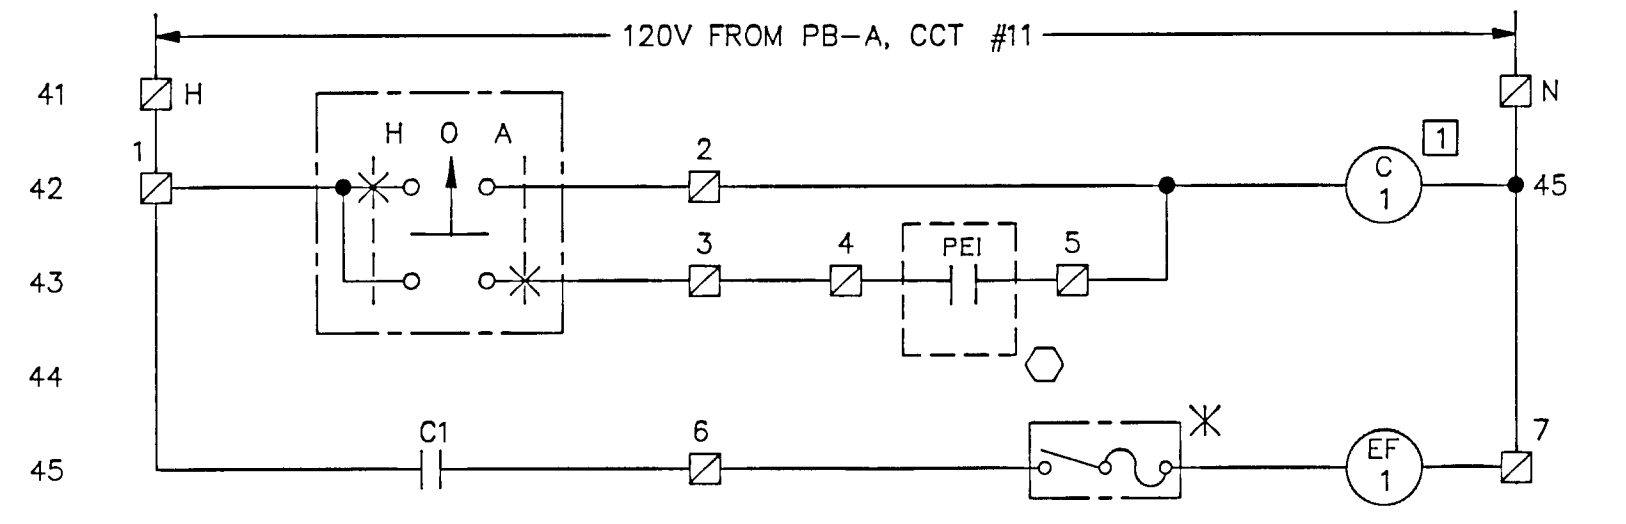 120V FROM PB-A, CCT #11
41 H N
1 H O A 2 C 1 1
42 45
3 4 PE1 5
43
44
C1 6 7
45 EF 1